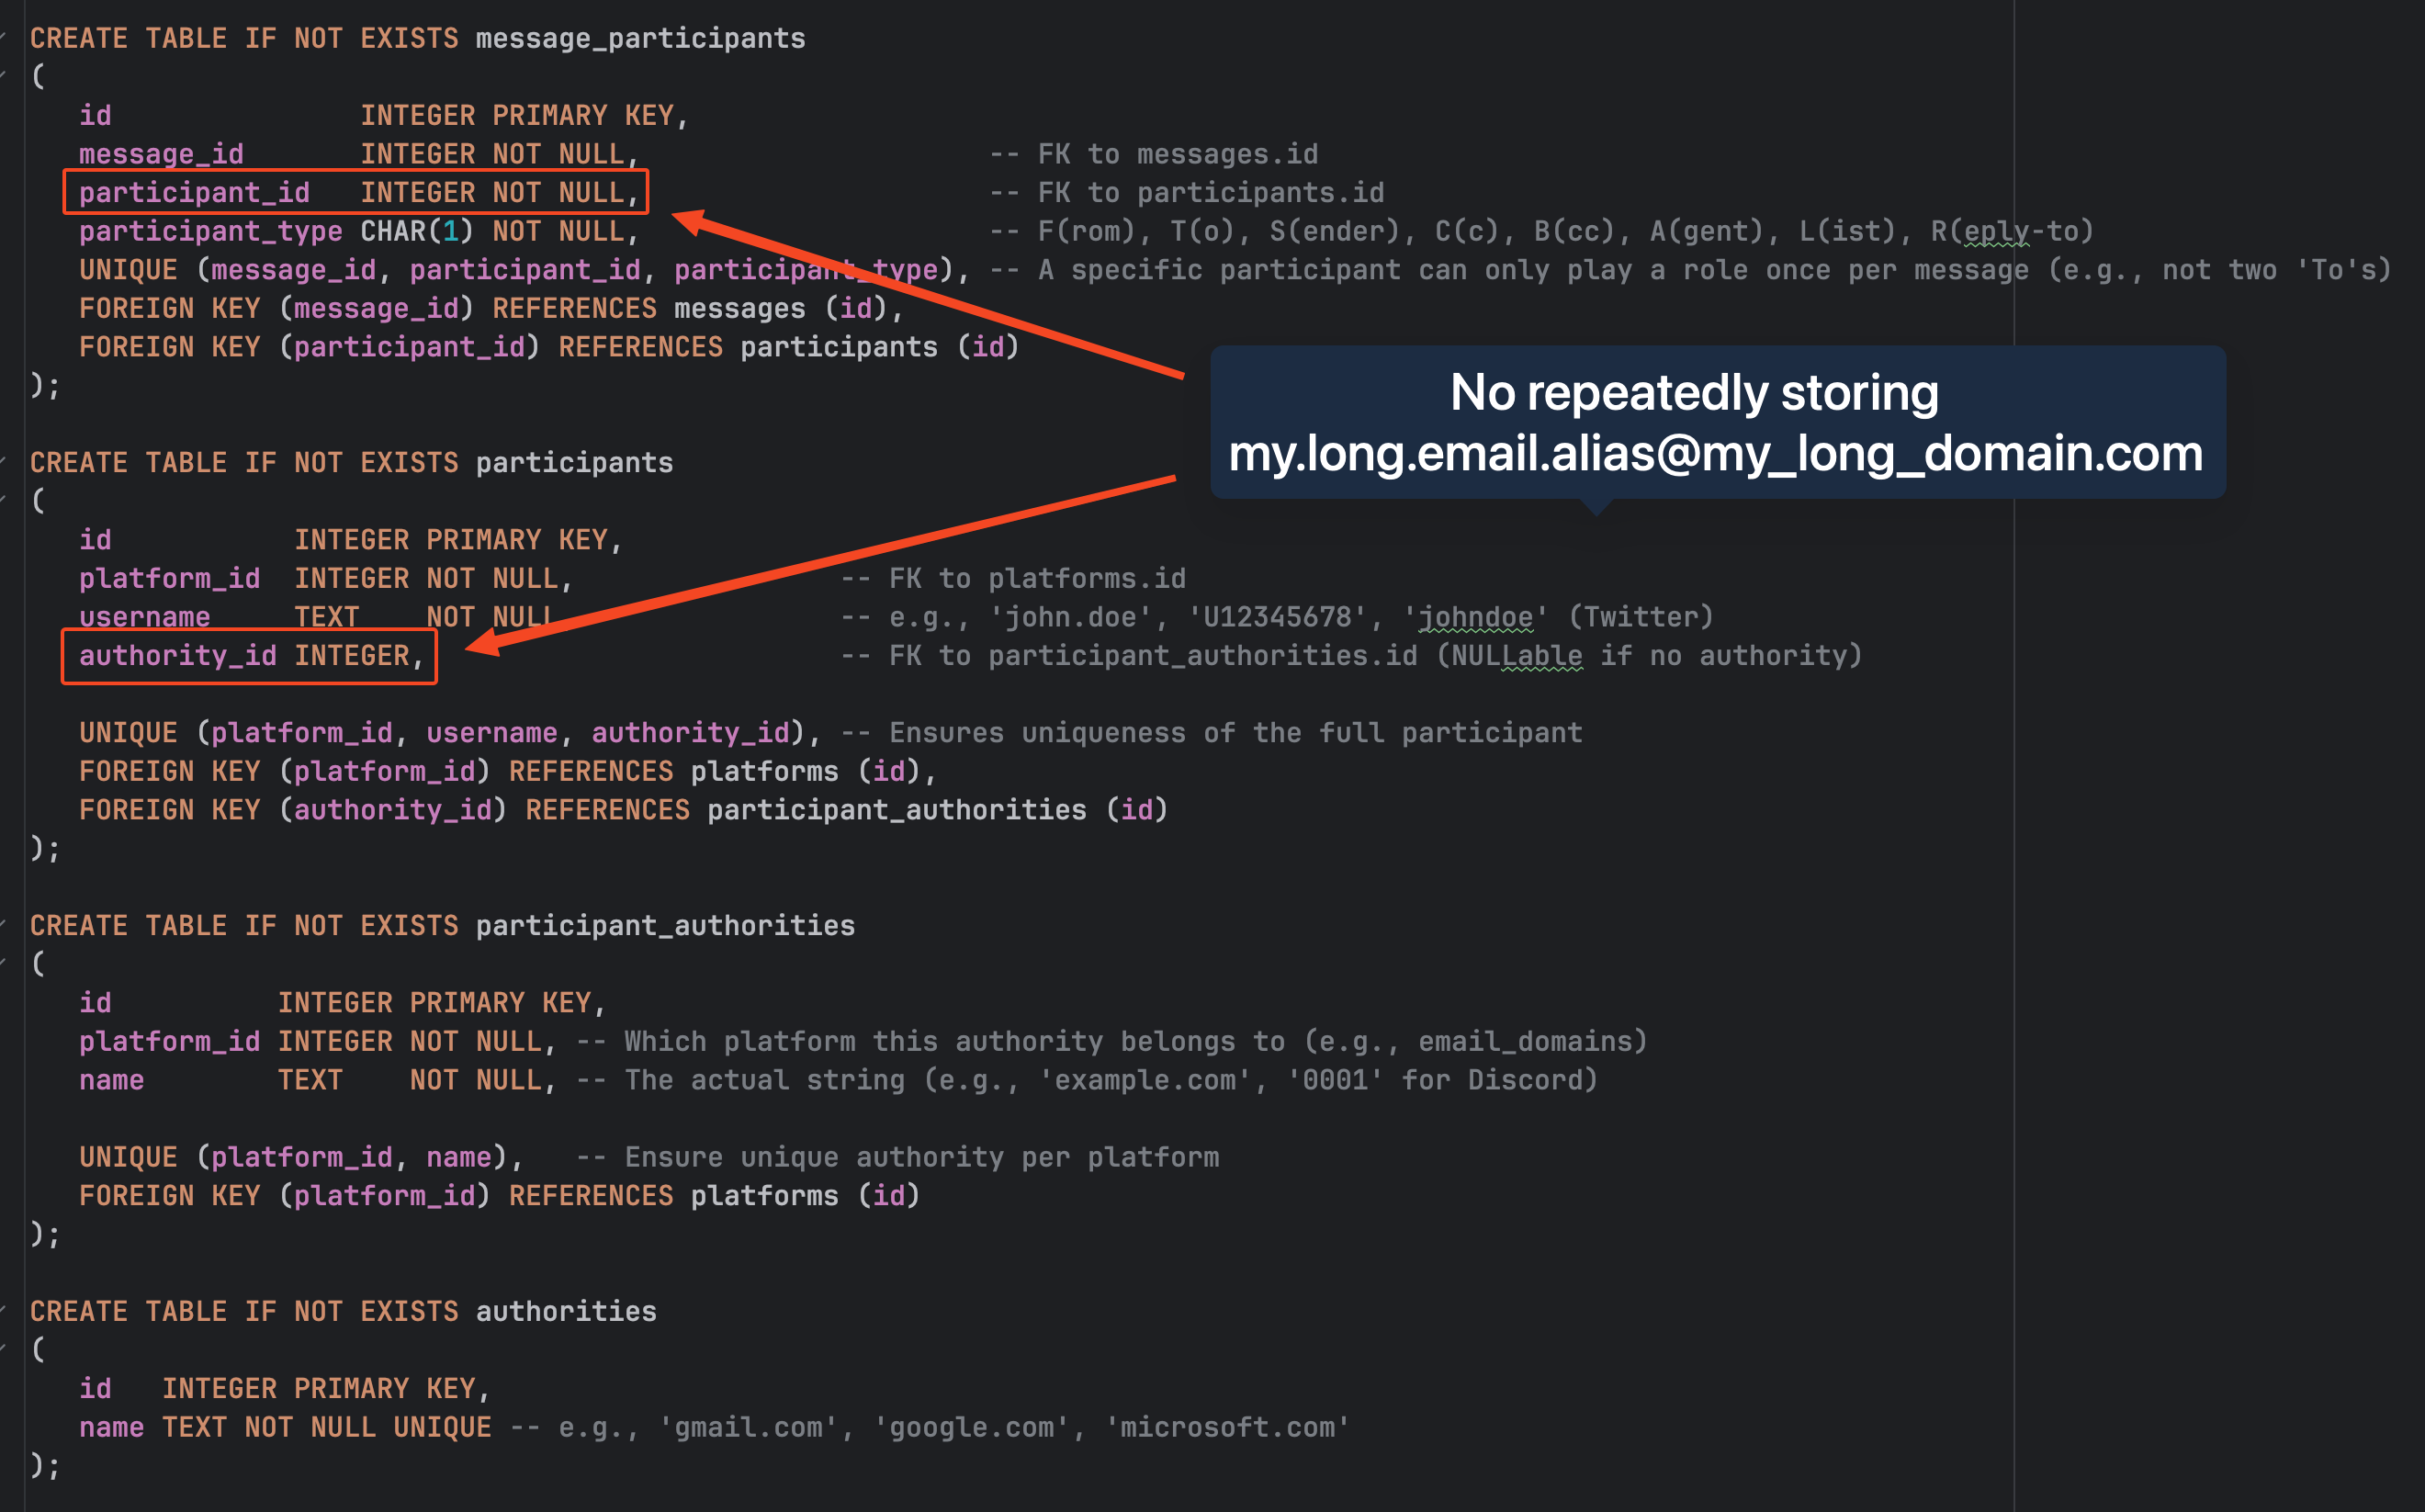 CREATE TABLE IF NOT EXISTS message_participants
(
id INTEGER PRIMARY KEY,
message_id INTEGER NOT NULL, -- FK to messages.id
participant_id INTEGER NOT NULL, -- FK to participants.id
participant_type CHAR(1) NOT NULL, -- F(rom), T(o), S(ender), C(c), B(cc), A(gent), L(ist), R(eply-to)
UNIQUE (message_id, participant_id, participant_type), -- A specific participant can only play a role once per message (e.g., not two 'To's)
FOREIGN KEY (message_id) REFERENCES messages (id),
FOREIGN KEY (participant_id) REFERENCES participants (id)
);
No repeatedly storing
my.long.email.alias@my_long_domain.com
CREATE TABLE IF NOT EXISTS participants
(
id INTEGER PRIMARY KEY,
platform_id INTEGER NOT NULL, -- FK to platforms.id
username TEXT NOT NULL, -- e.g., 'john.doe', 'U12345678', 'johndoe' (Twitter)
authority_id INTEGER, -- FK to participant_authorities.id (NULLable if no authority)
UNIQUE (platform_id, username, authority_id), -- Ensures uniqueness of the full participant
FOREIGN KEY (platform_id) REFERENCES platforms (id),
FOREIGN KEY (authority_id) REFERENCES participant_authorities (id)
);
CREATE TABLE IF NOT EXISTS participant_authorities
(
id INTEGER PRIMARY KEY,
platform_id INTEGER NOT NULL, -- Which platform this authority belongs to (e.g., email_domains)
name TEXT NOT NULL, -- The actual string (e.g., 'example.com', '0001' for Discord)
UNIQUE (platform_id, name), -- Ensure unique authority per platform
FOREIGN KEY (platform_id) REFERENCES platforms (id)
);
CREATE TABLE IF NOT EXISTS authorities
(
id INTEGER PRIMARY KEY,
name TEXT NOT NULL UNIQUE -- e.g., 'gmail.com', 'google.com', 'microsoft.com'
);